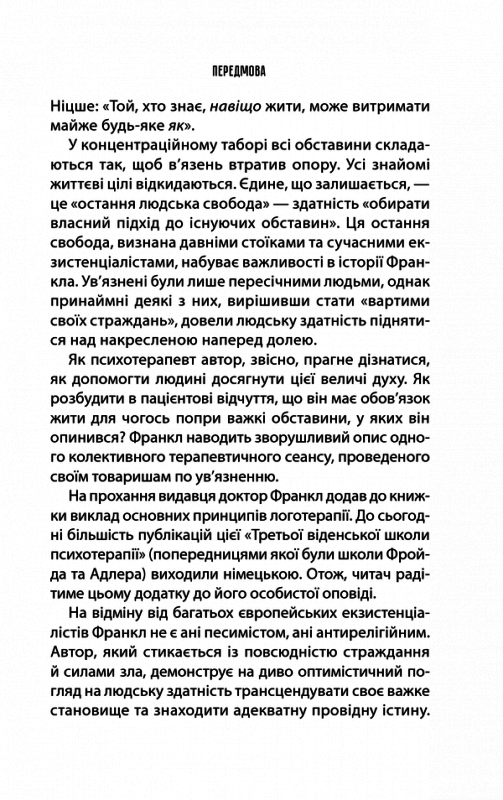 ПЕРЕДМОВА
Ніцше: «Той, хто знає, навіщо жити, може витримати
майже будь-яке як».
У концентраційному таборі всі обставини склада-
ються так, щоб в’язень втратив опору. Усі знайомі
життєві цілі відкидаються. Єдине, що залишається, —
це «остання людська свобода» — здатність «обирати
власний підхід до існуючих обставин». Ця остання
свобода, визнана давніми стоїками та сучасними ек-
зистенціалістами, набуває важливості в історії Фран-
кла. Ув’язнені були лише пересічними людьми, однак
принаймні деякі з них, вирішивши стати «вартими
своїх страждань», довели людську здатність підняти-
ся над накресленою наперед долею.
Як психотерапевт автор, звісно, прагне дізнатися,
як допомогти людині досягнути цієї величі духу. Як
розбудити в пацієнтові відчуття, що він має обов’язок
жити для чогось попри важкі обставини, у яких він
опинився? Франкл наводить зворушливий опис одно-
го колективного терапевтичного сеансу, проведеного
своїм товаришам по ув’язненню.
На прохання видавця доктор Франкл додав до книж-
ки виклад основних принципів логотерапії. До сьогод-
ні більшість публікацій цієї «Третьої віденської школи
психотерапії» (попередницями якої були школи Фрой-
да та Адлера) виходили німецькою. Отож, читач раді-
тиме цьому додатку до його особистої оповіді.
На відміну від багатьох європейських екзистенціа-
лістів Франкл не є ані песимістом, ані антирелігійним.
Автор, який стикається із повсюдністю страждання
й силами зла, демонструє на диво оптимістичний по-
гляд на людську здатність трансцендувати своє важке
становище та знаходити адекватну провідну істину.